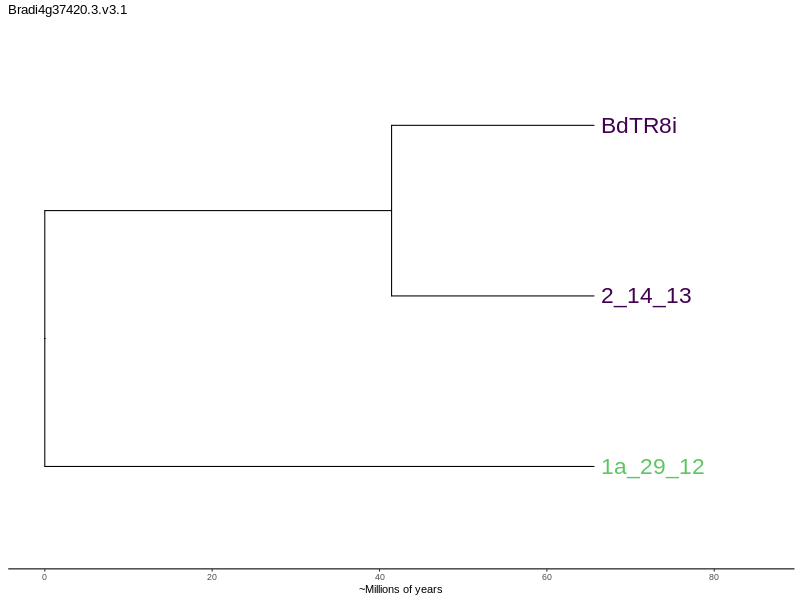 Bradi4g37420.3.v3.1
BdTR8i
2_14_13
1a_29_12
0 20 40 60 80
~Millions of years